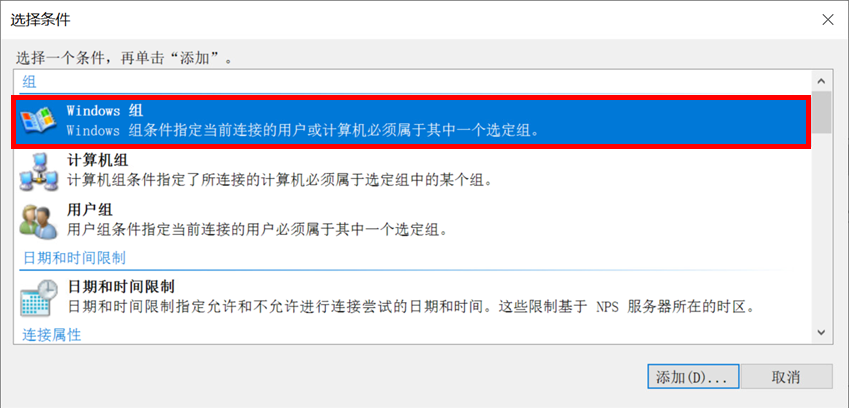 选择条件
选择一个条件，再单击“添加”。
组
Windows 组
Windows 组条件指定当前连接的用户或计算机必须属于其中一个选定组。
计算机组
计算机组条件指定了所连接的计算机必须属于选定组中的某个组。
用户组
用户组条件指定当前连接的用户必须属于其中一个选定组。
日期和时间限制
日期和时间限制
日期和时间限制指定允许和不允许进行连接尝试的日期和时间。这些限制基于 NPS 服务器所在的时区。
连接属性
添加(D)... 取消